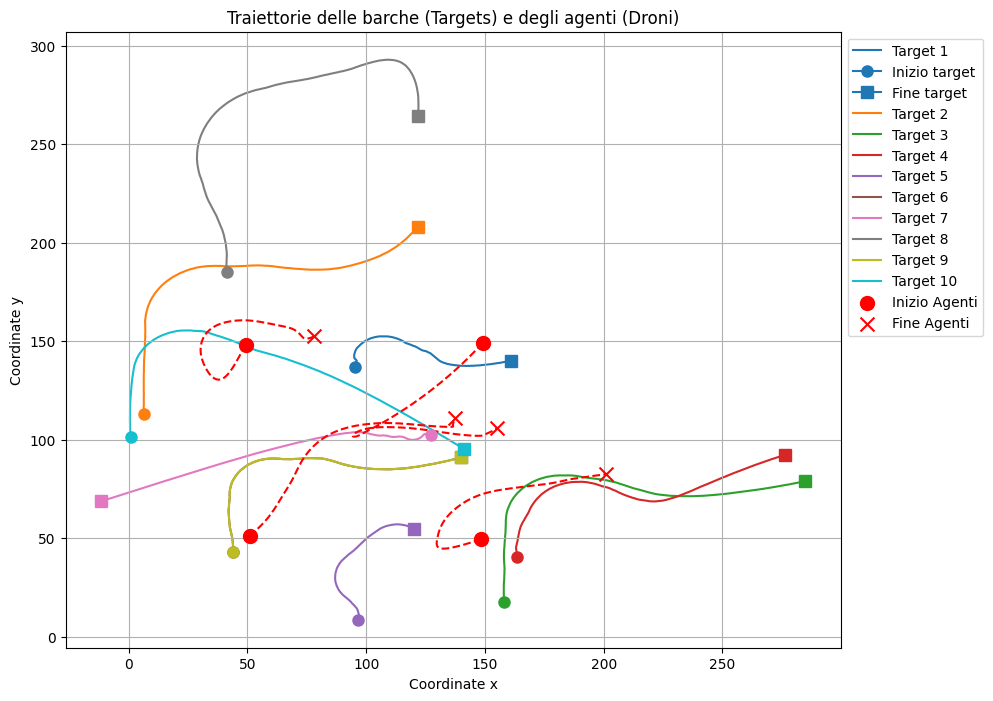 Traiettorie delle barche (Targets) e degli agenti (Droni)
300
250
200
150
100
50
0
Coordinate y
0
50
100
150
200
250
Coordinate x
Target 1
Inizio target
Fine target
Target 2
Target 3
Target 4
Target 5
Target 6
Target 7
Target 8
Target 9
Target 10
Inizio Agenti
Fine Agenti